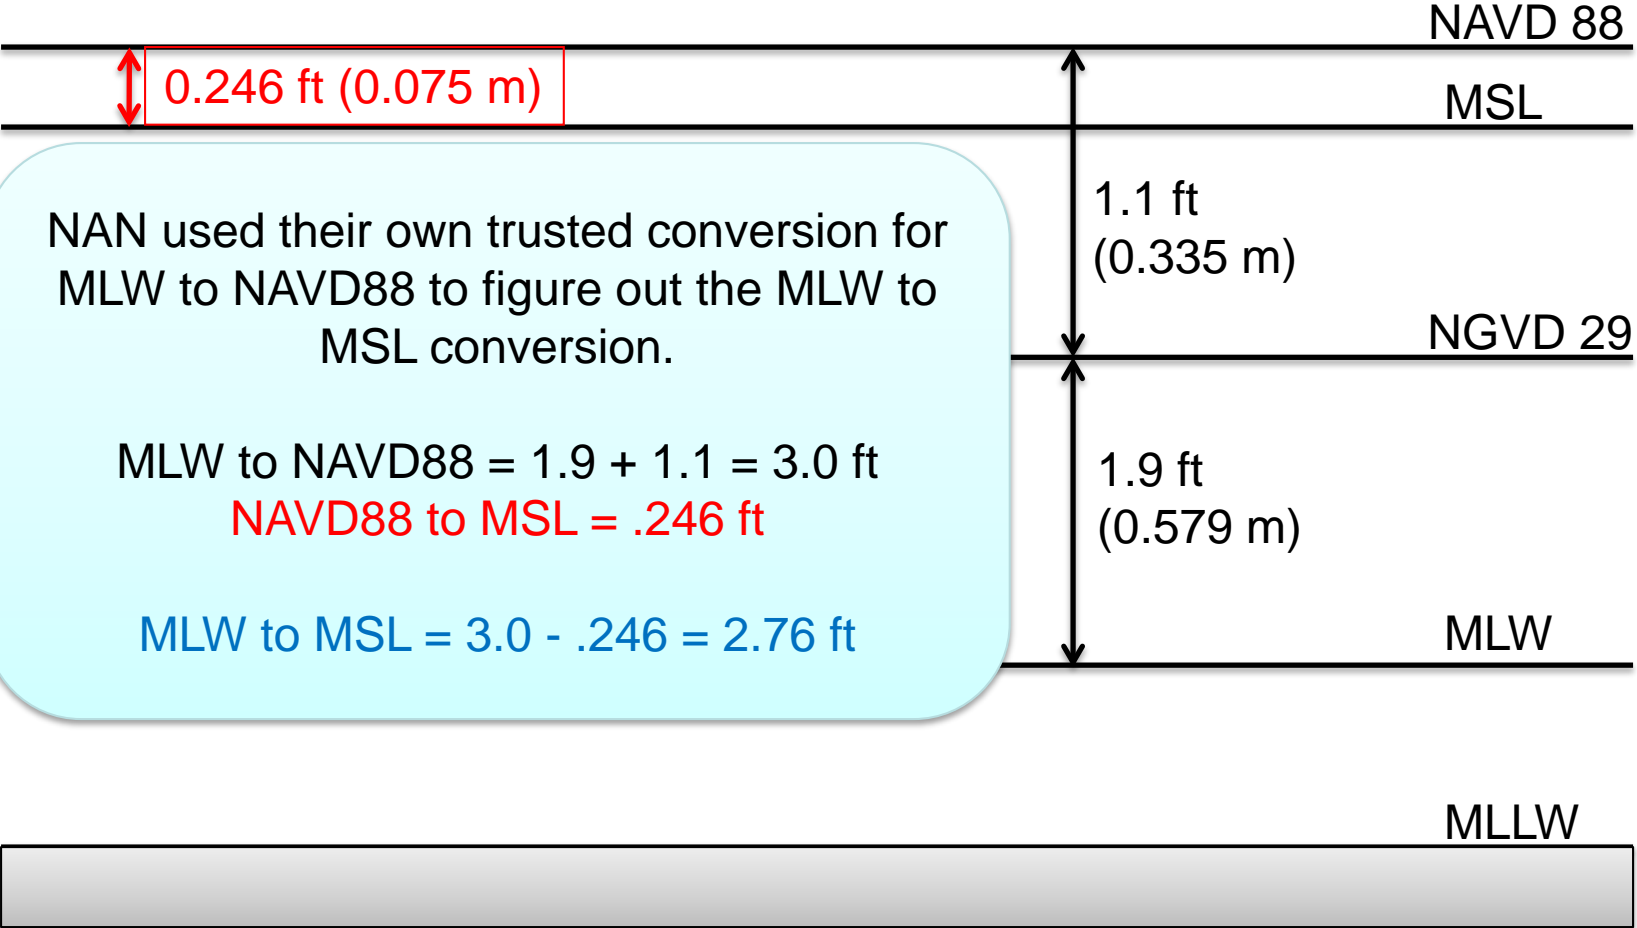 NAVD 88
0.246 ft (0.075 m)
MSL
NAN used their own trusted conversion for
MLW to NAVD88 to figure out the MLW to
MSL conversion.
MLW to NAVD88 = 1.9 + 1.1 = 3.0 ft
NAVD88 to MSL = .246 ft
MLW to MSL = 3.0 - .246 = 2.76 ft
1.1 ft
(0.335 m)
NGVD 29
1.9 ft
(0.579 m)
MLW
MLLW